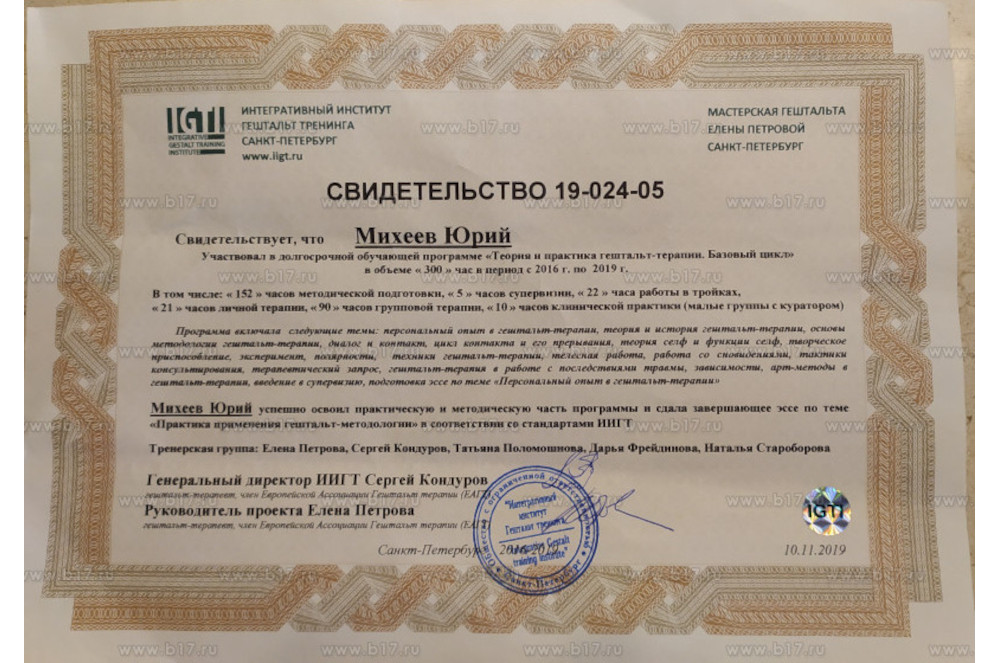 IGTI
INTEGRATIVE
GESTALT TRAINING
INSTITUTE
ИНТЕГРАТИВНЫЙ ИНСТИТУТ
ГЕШТАЛЬТ ТРЕНИНГА
САНКТ-ПЕТЕРБУРГ
www.iigt.ru
МАСТЕРСКАЯ ГЕШТАЛЬТА
ЕЛЕНЫ ПЕТРОВОЙ
САНКТ-ПЕТЕРБУРГ
СВИДЕТЕЛЬСТВО 19-024-05
Свидетельствует, что Михеев Юрий
Участвовал в долгосрочной обучающей программе «Теория и практика гештальт-терапии. Базовый цикл»
в объеме « 300 » час в период с 2016 г. по 2019 г.
В том числе: « 152 » часов методической подготовки, « 5 » часов супервизии, « 22 » часа работы в тройках,
« 21 » часов личной терапии, « 90 » часов групповой терапии, « 10 » часов клинической практики (малые группы с куратором)
Программа включала следующие темы: персональный опыт в гештальт-терапии, теория и история гештальт-терапии, основы
методологии гештальт-терапии, диалог и контакт, цикл контакта и его прерывания, теория селф и функции селф, творческое
приспособление, эксперимент, полярности, техники гештальт-терапии, телесная работа, работа со сновидениями, тактики
консультирования, терапевтический запрос, гештальт-терапия в работе с последствиями травмы, зависимости, арт-методы в
гештальт-терапии, введение в супервизию, подготовка эссе по теме «Персональный опыт в гештальт-терапии»
Михеев Юрий успешно освоил практическую и методическую часть программы и сдала завершающее эссе по теме
«Практика применения гештальт-методологии» в соответствии со стандартами ИИГТ
Тренерская группа: Елена Петрова, Сергей Кондуров, Татьяна Поломошнова, Дарья Фрейдинова, Наталья Староборова
Генеральный директор ИИГТ Сергей Кондуров
гештальт-терапевт, член Европейской Ассоциации Гештальт терапии (ЕАГТ)
Руководитель проекта Елена Петрова
гештальт-терапевт, член Европейской Ассоциации Гештальт терапии (ЕАГТ)
Санкт-Петербург 2016-2019
10.11.2019
IGTI
Общество с ограниченной ответственностью
"Интегративный
институт
Гештальт тренинга"
"Integrative Gestalt
training institute"
Санкт-Петербург
www.b17.ru